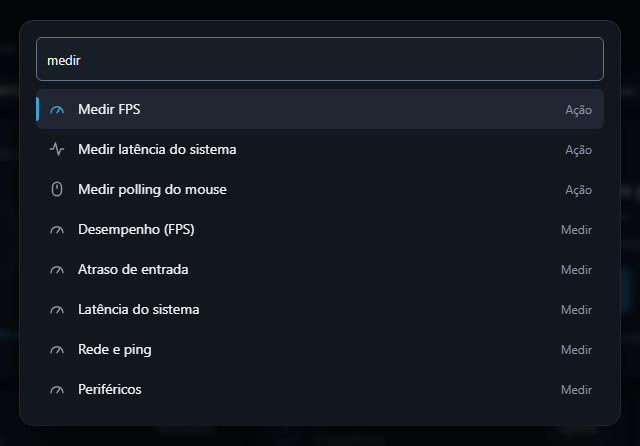 medir
Medir FPS Ação
Medir latência do sistema Ação
Medir polling do mouse Ação
Desempenho (FPS) Medir
Atraso de entrada Medir
Latência do sistema Medir
Rede e ping Medir
Periféricos Medir